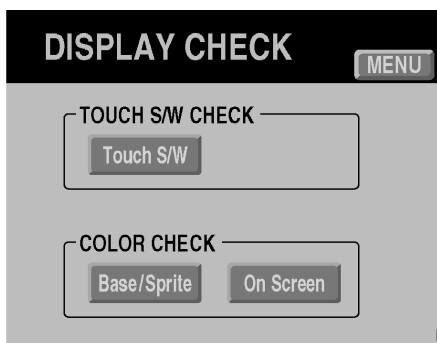 DISPLAY CHECK
MENU
TOUCH S/W CHECK
Touch S/W
COLOR CHECK
Base/Sprite On Screen